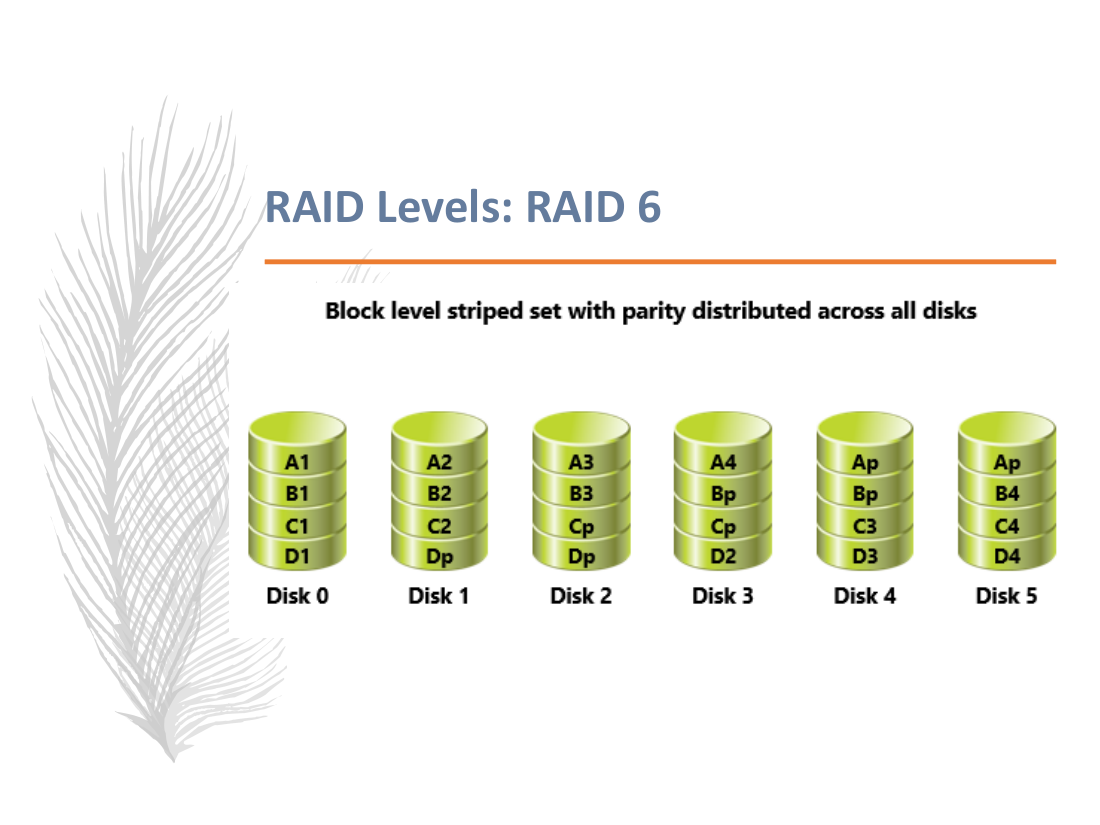 RAID Levels: RAID 6
Block level striped set with parity distributed across all disks
A1 A2 A3 A4 Ap Ap
B1 B2 B3 Bp Bp B4
C1 C2 Cp Cp C3 C4
D1 Dp Dp D2 D3 D4
Disk 0 Disk 1 Disk 2 Disk 3 Disk 4 Disk 5